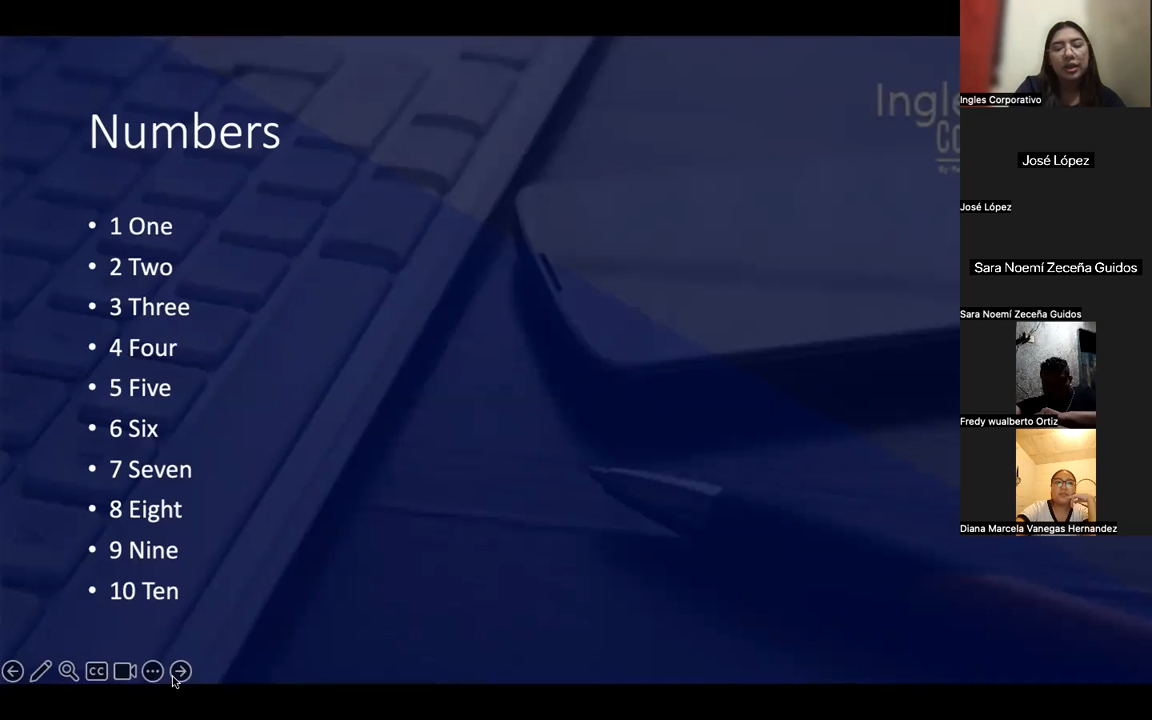 Numbers
• 1 One
• 2 Two
• 3 Three
• 4 Four
• 5 Five
• 6 Six
• 7 Seven
• 8 Eight
• 9 Nine
• 10 Ten
CC
Ingl
Ingles Corporativo
José López
José López
Sara Noemí Zeceña Guidos
Sara Noemí Zeceña Guidos
Fredy wualberto Ortiz
Diana Marcela Vanegas Hernandez